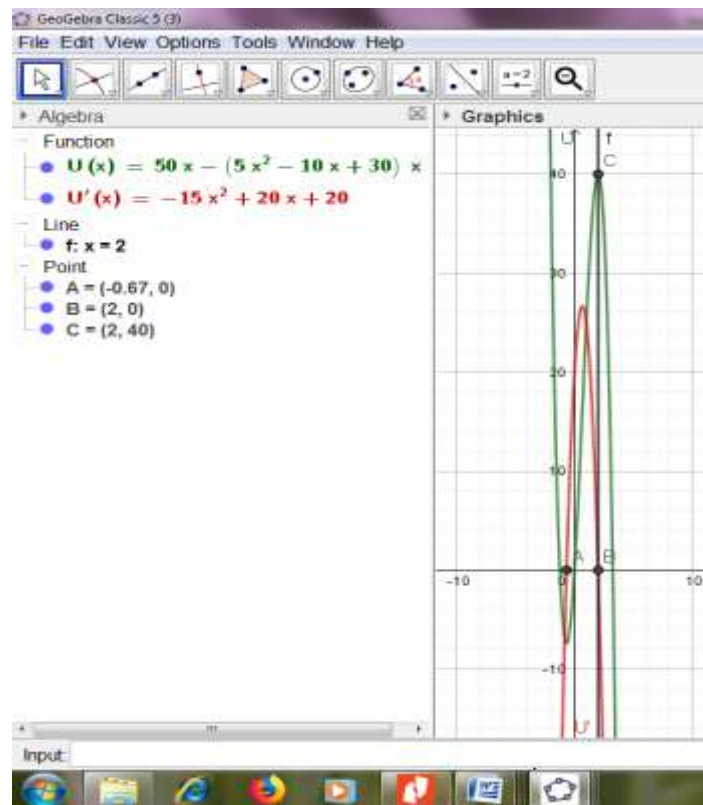 GeoGebra Classic 5 (3)
File Edit View Options Tools Window Help
a=2
Algebra
Graphics
Function
U (x) = 50 x − (5 x² − 10 x + 30) x
U′ (x) = −15 x² + 20 x + 20
Line
f: x = 2
Point
A = (-0.67, 0)
B = (2, 0)
C = (2, 40)
U f
C
40
30
20
10
A B
-10 0 10
-10
U'
Input: